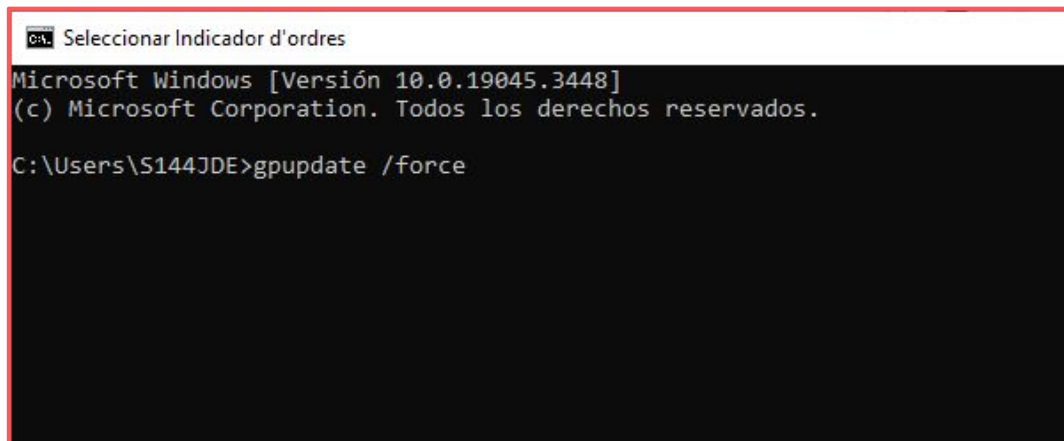 Seleccionar Indicador d'ordres
Microsoft Windows [Versión 10.0.19045.3448]
(c) Microsoft Corporation. Todos los derechos reservados.
C:\Users\S144JDE>gpupdate /force